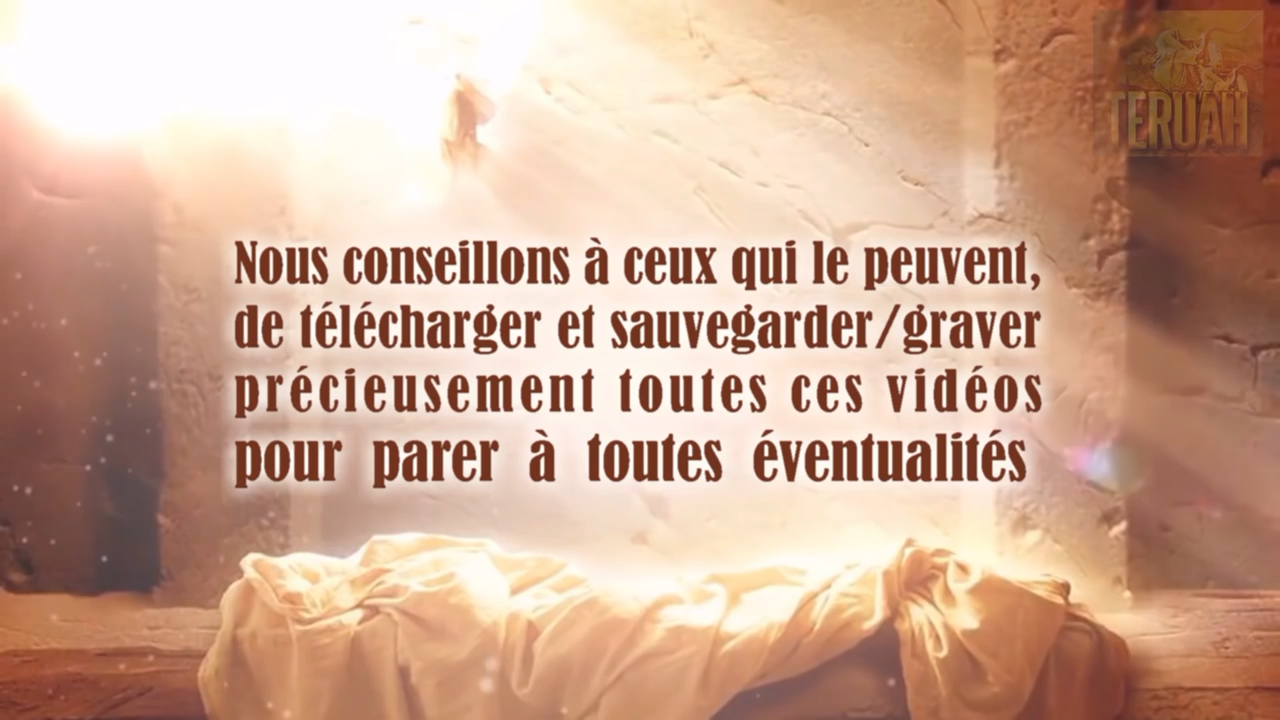 TERUAH
Nous conseillons à ceux qui le peuvent,
de télécharger et sauvegarder/graver
précieusement toutes ces vidéos
pour parer à toutes éventualités